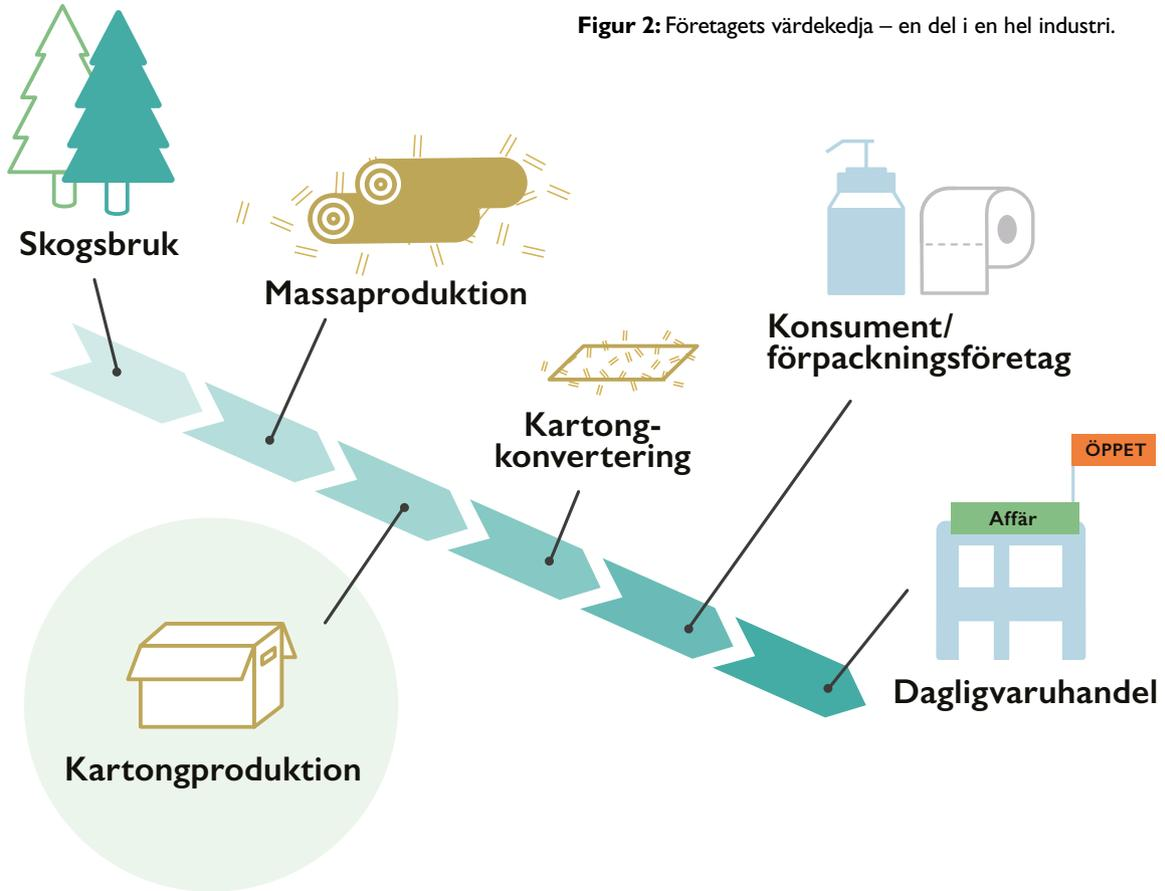 Figur 2: Företagets värdekedja – en del i en hel industri.
Skogsbruk
Massaproduktion
Konsument/
förpackningsföretag
Kartong-
konvertering
ÖPPET
Affär
Dagligvaruhandel
Kartongproduktion